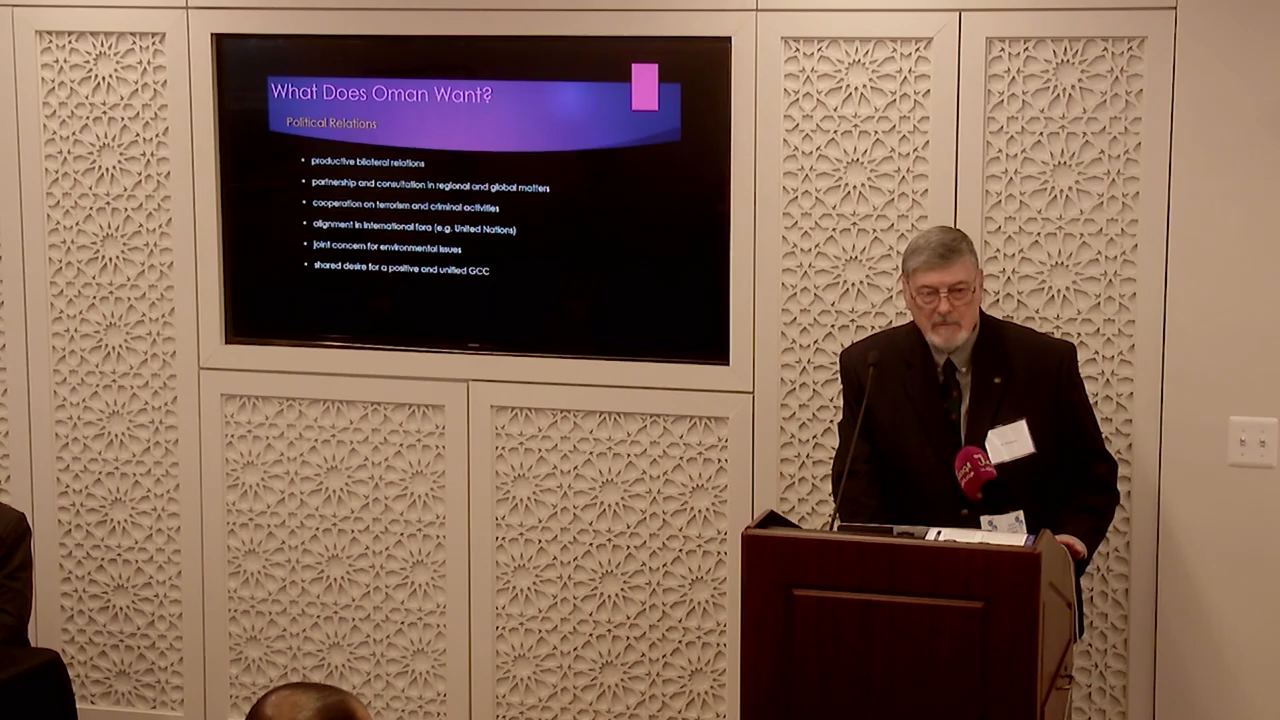 What Does Oman Want?
Political Relations
• productive bilateral relations
• partnership and consultation in regional and global matters
• cooperation on terrorism and criminal activities
• alignment in international fora (e.g. United Nations)
• joint concern for environmental issues
• shared desire for a positive and unified GCC